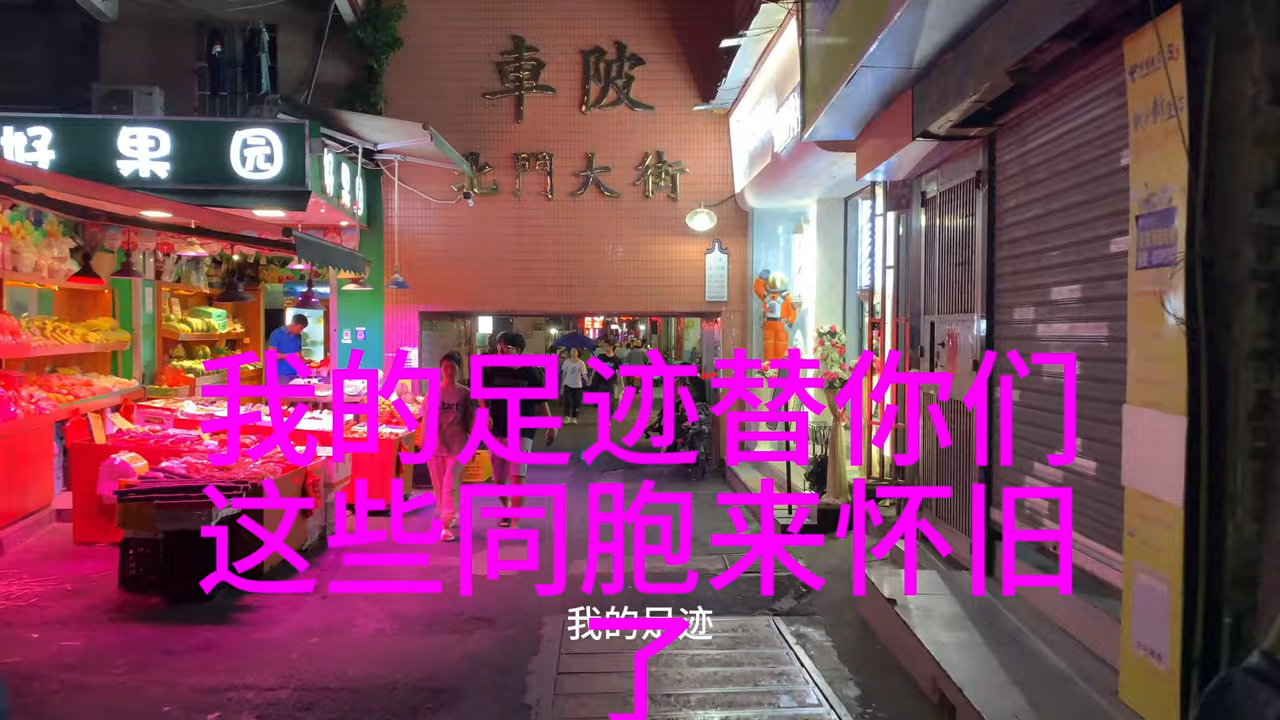 車陂
北門大街
好果园
我的足迹替你们
这些同胞来怀旧
了
我的足迹